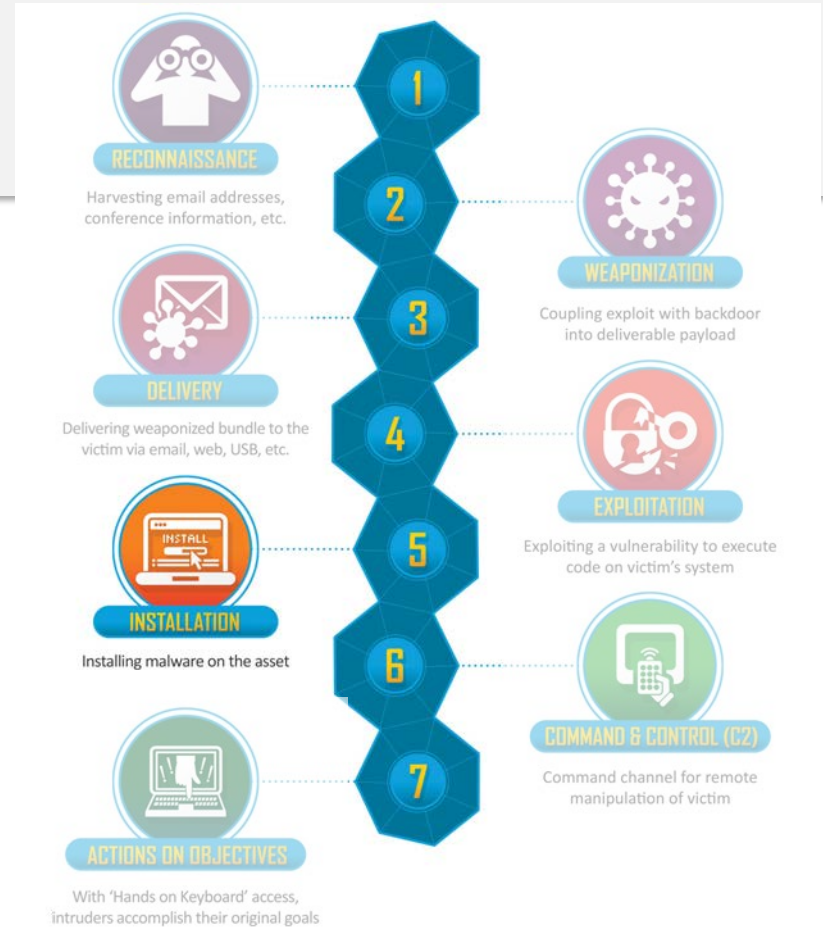 1
RECONNAISSANCE
Harvesting email addresses,
conference information, etc.
2
WEAPONIZATION
Coupling exploit with backdoor
into deliverable payload
3
DELIVERY
Delivering weaponized bundle to the
victim via email, web, USB, etc.
4
EXPLOITATION
Exploiting a vulnerability to execute
code on victim's system
5
INSTALL
INSTALLATION
Installing malware on the asset
6
COMMAND & CONTROL (C2)
Command channel for remote
manipulation of victim
7
ACTIONS ON OBJECTIVES
With 'Hands on Keyboard' access,
intruders accomplish their original goals